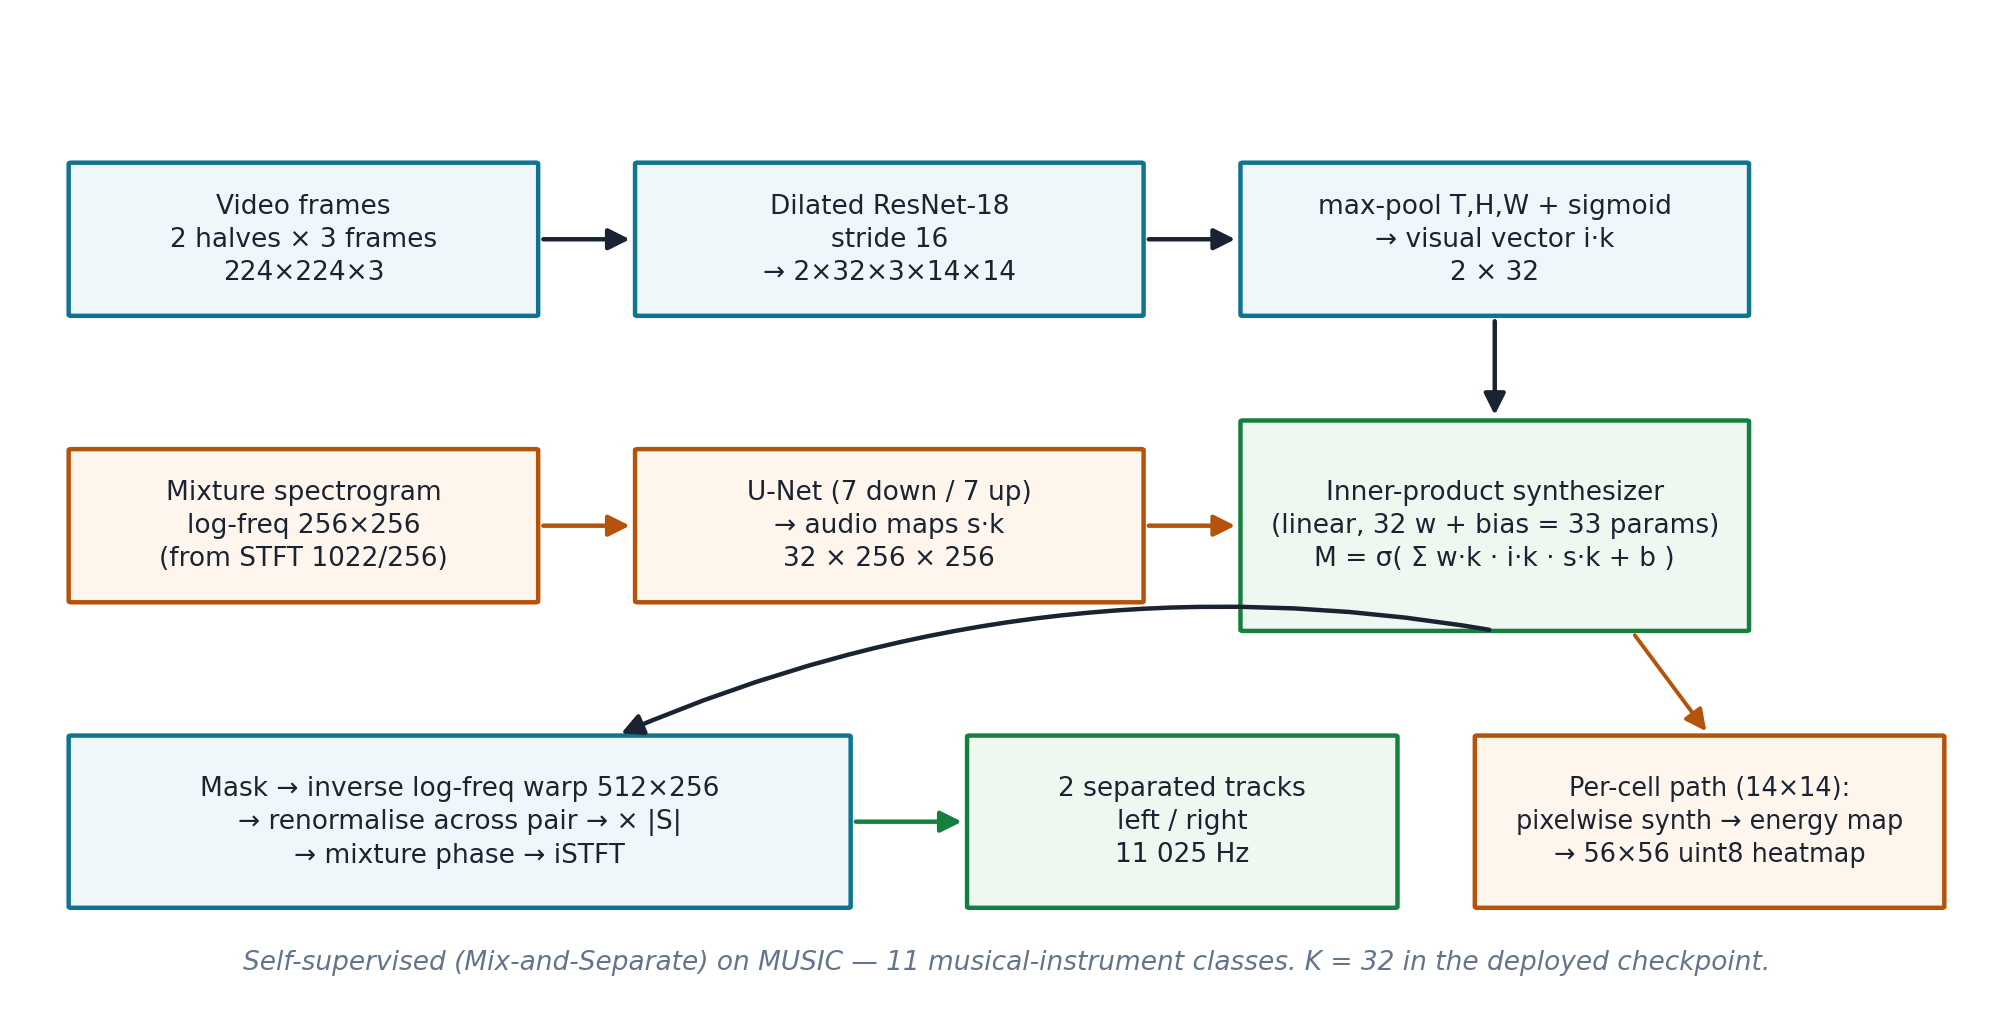 Video frames
2 halves × 3 frames
224×224×3
Dilated ResNet-18
stride 16
→ 2×32×3×14×14
max-pool T,H,W + sigmoid
→ visual vector i·k
2 × 32
Mixture spectrogram
log-freq 256×256
(from STFT 1022/256)
U-Net (7 down / 7 up)
→ audio maps s·k
32 × 256 × 256
Inner-product synthesizer
(linear, 32 w + bias = 33 params)
M = σ( Σ w·k · i·k · s·k + b )
Mask → inverse log-freq warp 512×256
→ renormalise across pair → × |S|
→ mixture phase → iSTFT
2 separated tracks
left / right
11 025 Hz
Per-cell path (14×14):
pixelwise synth → energy map
→ 56×56 uint8 heatmap
Self-supervised (Mix-and-Separate) on MUSIC — 11 musical-instrument classes. K = 32 in the deployed checkpoint.